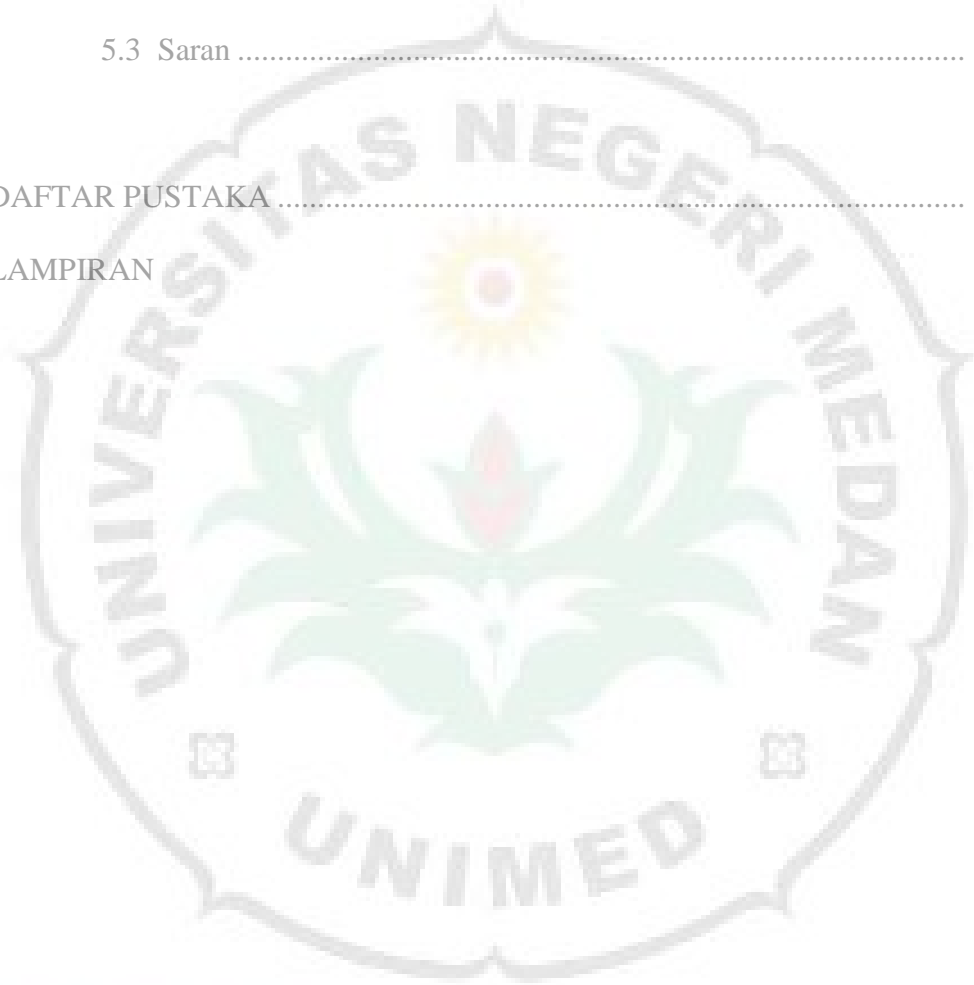 5.3 Saran ........................................................................................
DAFTAR PUSTAKA ...................................................................................
LAMPIRAN
UNIVERSITAS NEGERI MEDAN
UNIMED